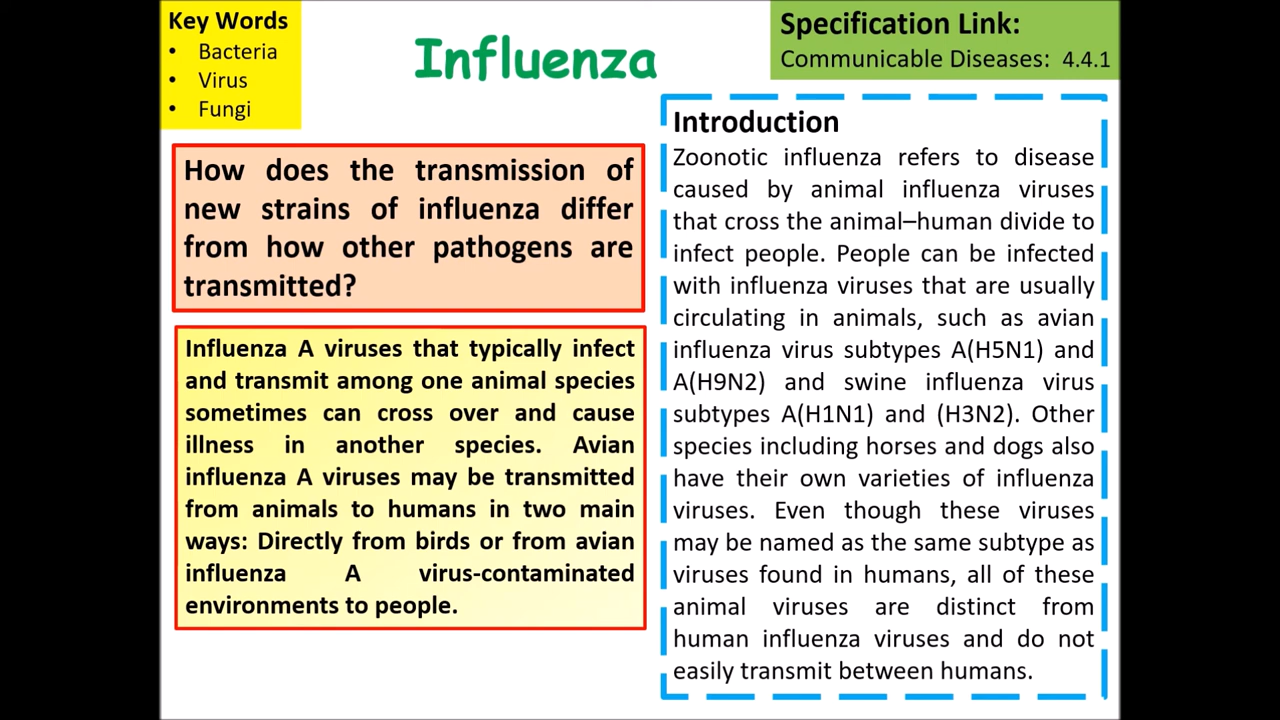 Key Words
• Bacteria
• Virus
• Fungi
Influenza
Specification Link:
Communicable Diseases: 4.4.1
How does the transmission of
new strains of influenza differ
from how other pathogens are
transmitted?
Influenza A viruses that typically infect
and transmit among one animal species
sometimes can cross over and cause
illness in another species. Avian
influenza A viruses may be transmitted
from animals to humans in two main
ways: Directly from birds or from avian
influenza A virus-contaminated
environments to people.
Introduction
Zoonotic influenza refers to disease
caused by animal influenza viruses
that cross the animal–human divide to
infect people. People can be infected
with influenza viruses that are usually
circulating in animals, such as avian
influenza virus subtypes A(H5N1) and
A(H9N2) and swine influenza virus
subtypes A(H1N1) and (H3N2). Other
species including horses and dogs also
have their own varieties of influenza
viruses. Even though these viruses
may be named as the same subtype as
viruses found in humans, all of these
animal viruses are distinct from
human influenza viruses and do not
easily transmit between humans.